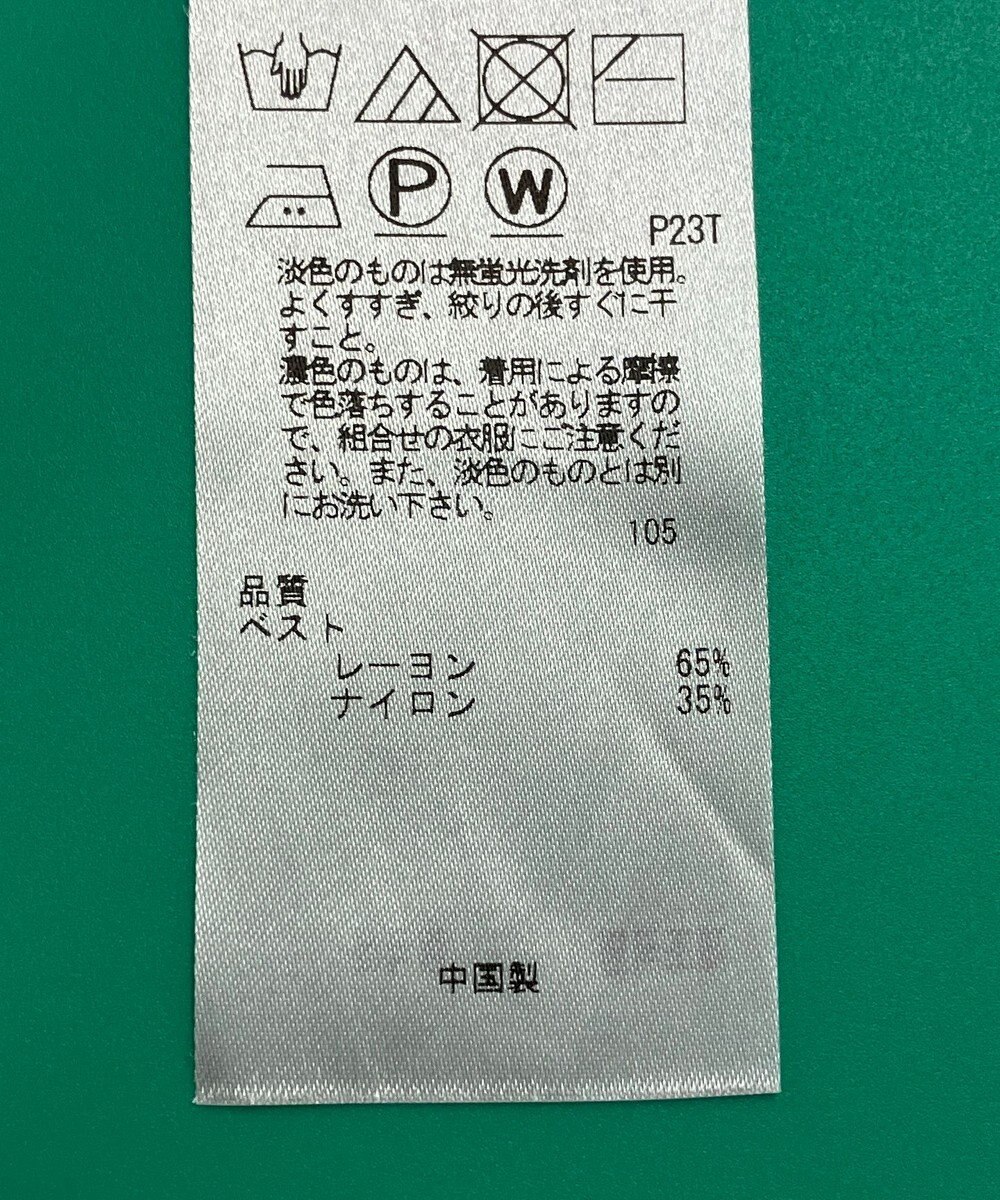 P
W
P23T
淡色のものは無蛍光洗剤を使用。
よくすすぎ、絞りの後すぐに干
すこと。
濃色のものは、着用による摩擦
で色落ちすることがありますの
で、組合せの衣服にご注意くだ
さい。また、淡色のものとは別
にお洗い下さい。
105
品質
ベスト
レーヨン 65%
ナイロン 35%
中国製